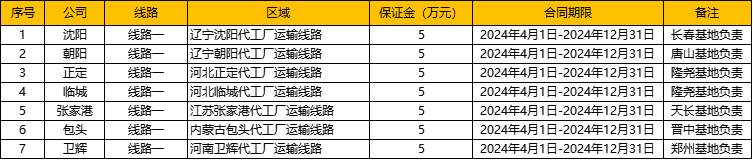 序号 公司 线路 区域 保证金（万元） 合同期限 备注
1 沈阳 线路一 辽宁沈阳代工厂运输线路 5 2024年4月1日-2024年12月31日 长春基地负责
2 朝阳 线路一 辽宁朝阳代工厂运输线路 5 2024年4月1日-2024年12月31日 唐山基地负责
3 正定 线路一 河北正定代工厂运输线路 5 2024年4月1日-2024年12月31日 隆尧基地负责
4 临城 线路一 河北临城代工厂运输线路 5 2024年4月1日-2024年12月31日 隆尧基地负责
5 张家港 线路一 江苏张家港代工厂运输线路 5 2024年4月1日-2024年12月31日 天长基地负责
6 包头 线路一 内蒙古包头代工厂运输线路 5 2024年4月1日-2024年12月31日 晋中基地负责
7 卫辉 线路一 河南卫辉代工厂运输线路 5 2024年4月1日-2024年12月31日 郑州基地负责